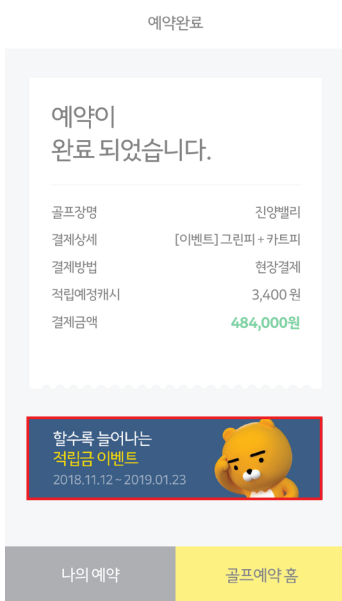 예약완료
예약이
완료 되었습니다.
골프장명 진양밸리
결제상세 [이벤트] 그린피 + 카트피
결제방법 현장결제
적립예정캐시 3,400 원
결제금액 484,000원
할수록 늘어나는
적립금 이벤트
2018.11.12 ~ 2019.01.23
나의 예약 골프예약 홈